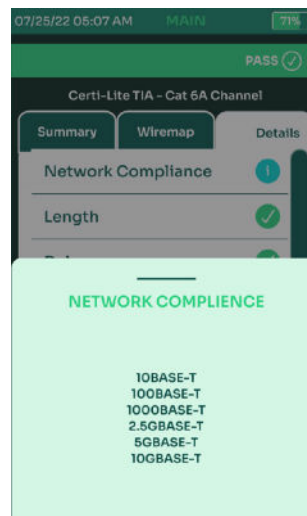 07/25/22 05:07 AM MAIN 71%
PASS
Certi-Lite TIA - Cat 6A Channel
Summary Wiremap Details
Network Compliance
Length
NETWORK COMPLIENCE
10BASE-T
100BASE-T
1000BASE-T
2.5GBASE-T
5GBASE-T
10GBASE-T